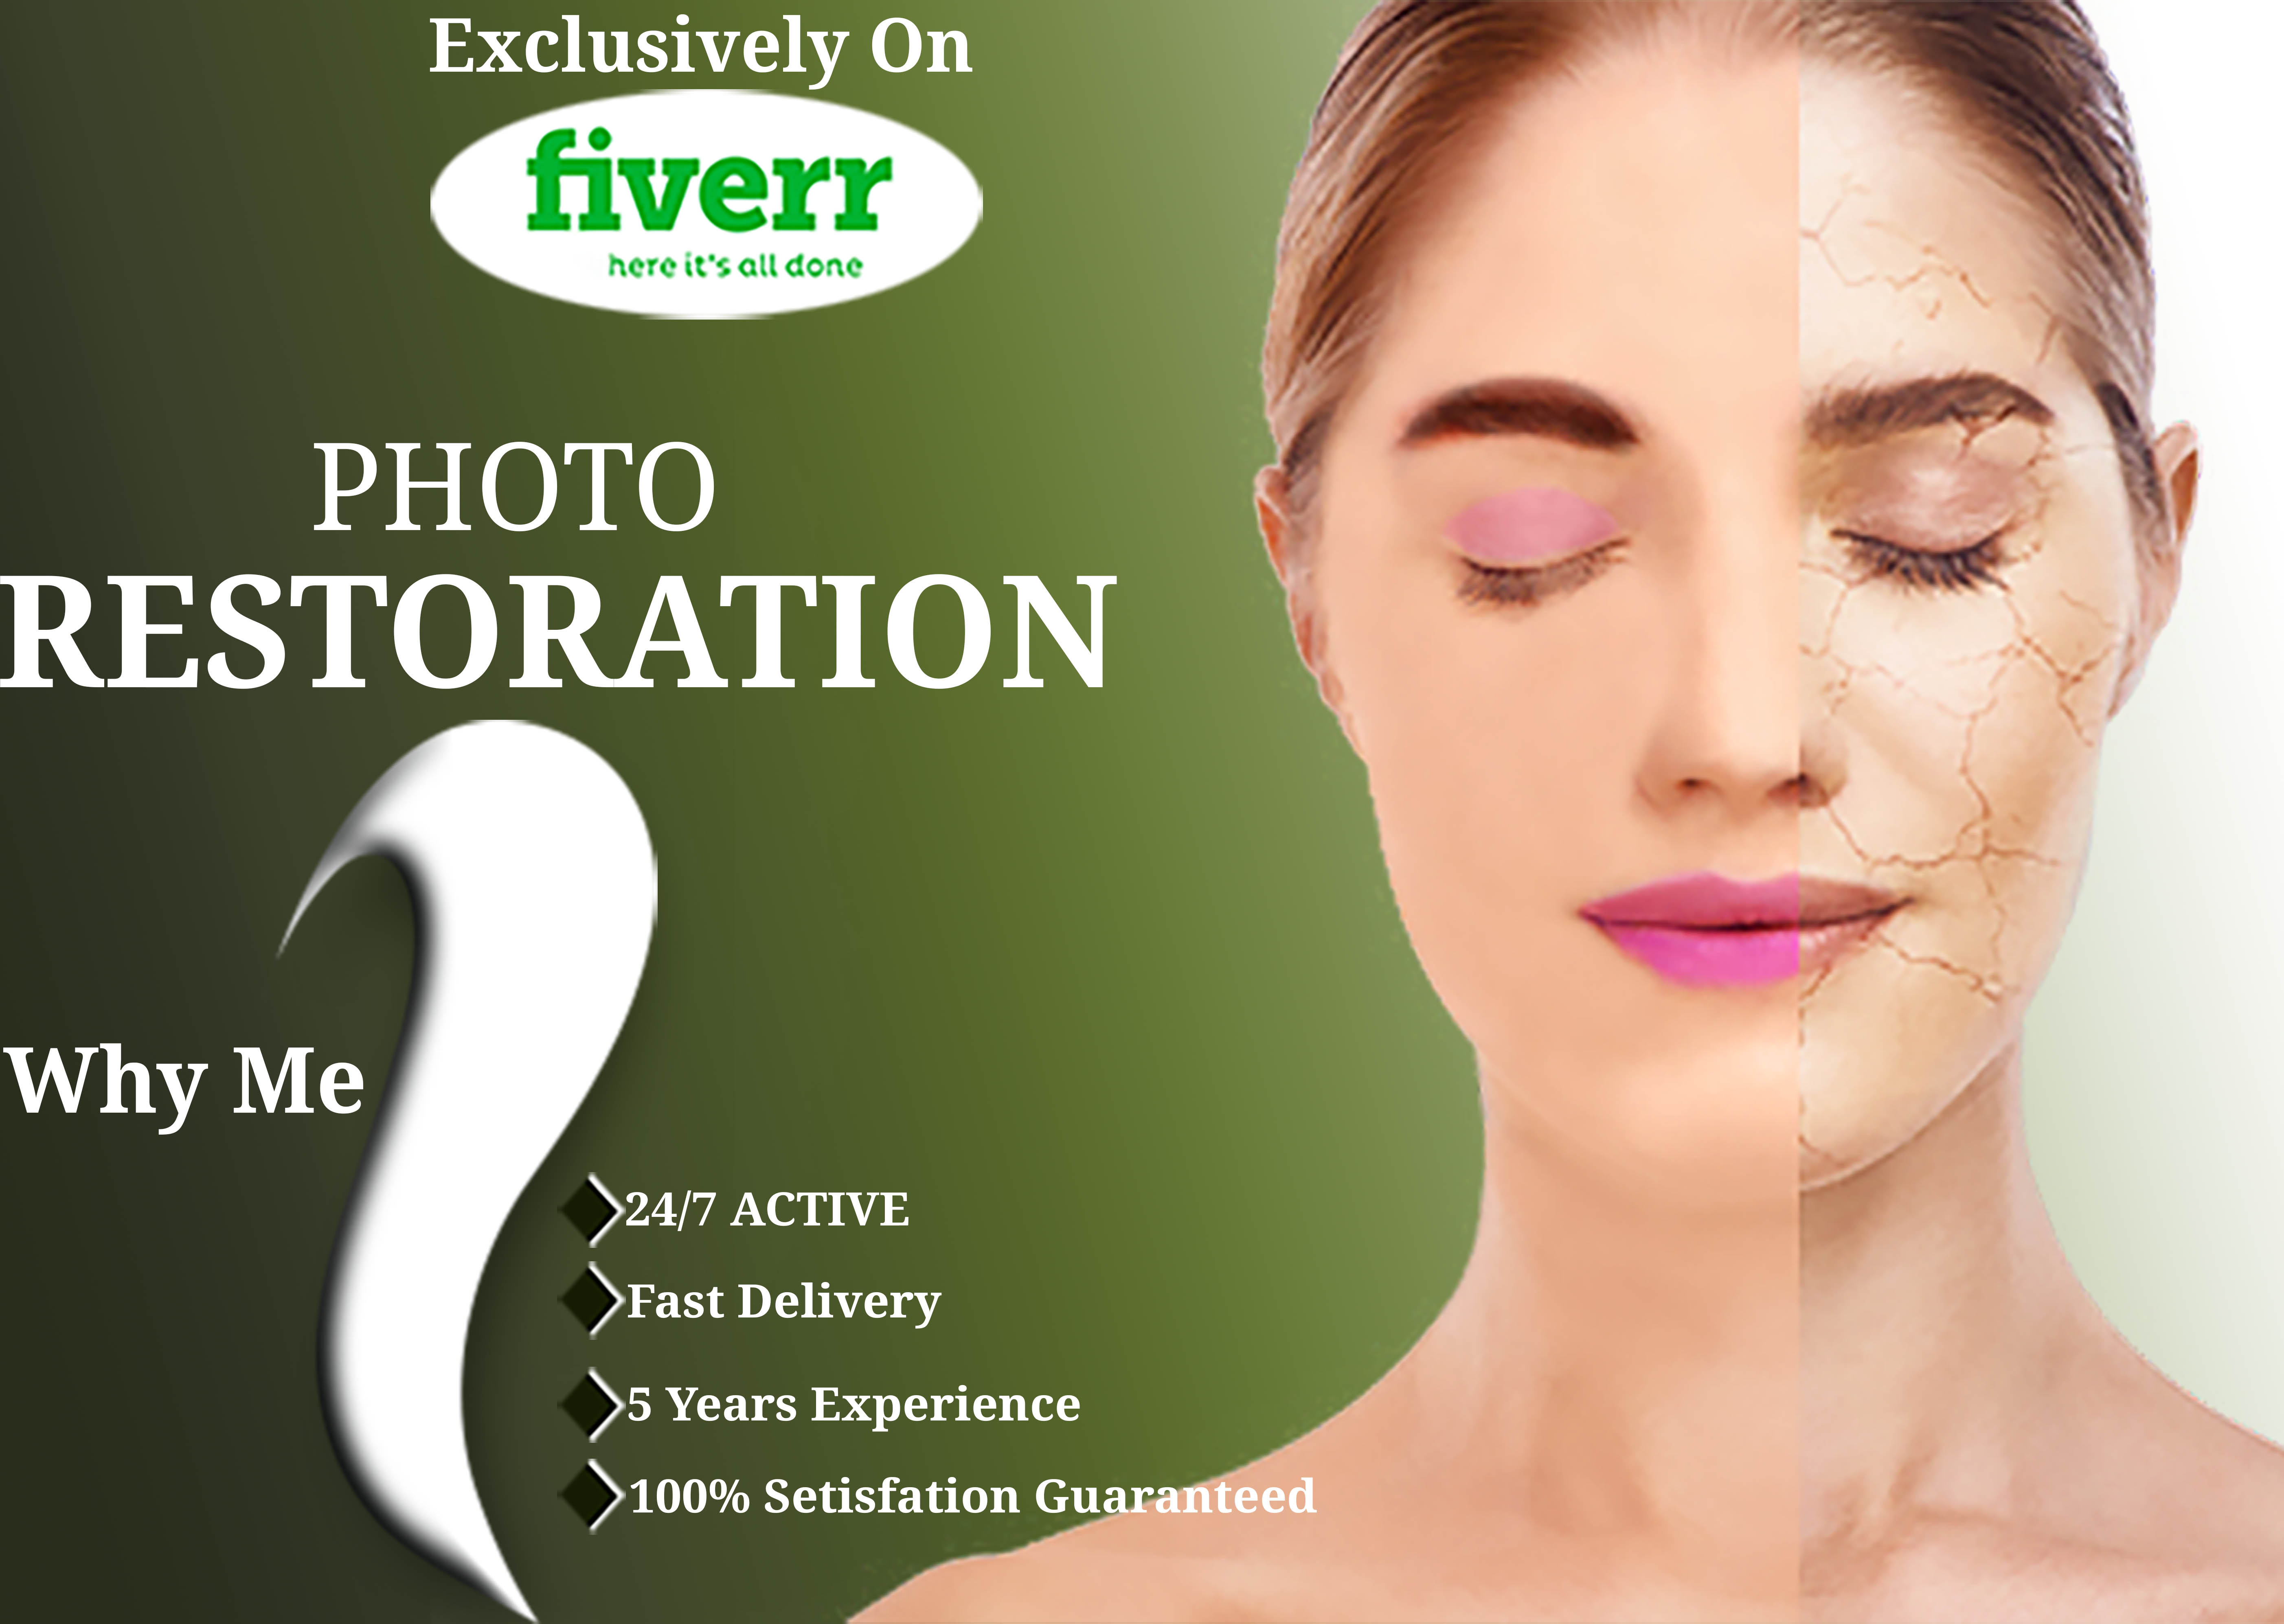 Exclusively On
fiverr
here it's all done
PHOTO
RESTORATION
Why Me
24/7 ACTIVE
Fast Delivery
5 Years Experience
100% Setisfation Guaranteed